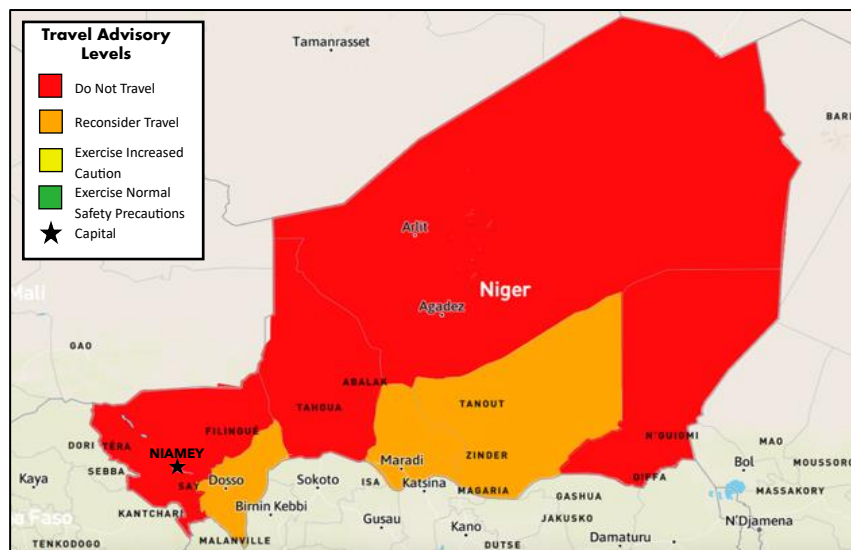 Travel Advisory
Levels
Do Not Travel
Reconsider Travel
Exercise Increased
Caution
Exercise Normal
Safety Precautions
Capital
Tamanrasset
Arlit
Niger
Agadez
Mali
GAO
ABALAK
TAHOUA
TANOUT
FILINGUÉ
N'GUIGMI
DORI
TÉRA
NIAMEY
MAO
SEBBA
ZINDER
Maradi
Bol
MOUSSORO
Kaya
SAY
Dosso
Sokoto
ISA
Katsina
MAGARIA
DIFFA
MASSAKORY
GASHUA
KANTCHARI
Birnin Kebbi
JAKUSKO
Faso
Gusau
Kano
N'Djamena
TENKODOGO
MALANVILLE
DUTSE
Damaturu